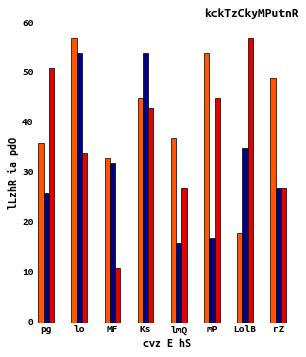 kckTzCkyMPutnR
lLzhR ia pdO
60
50
40
30
20
10
0
pg lo MF Ks lmQ mP LolB rZ
cvz E hS